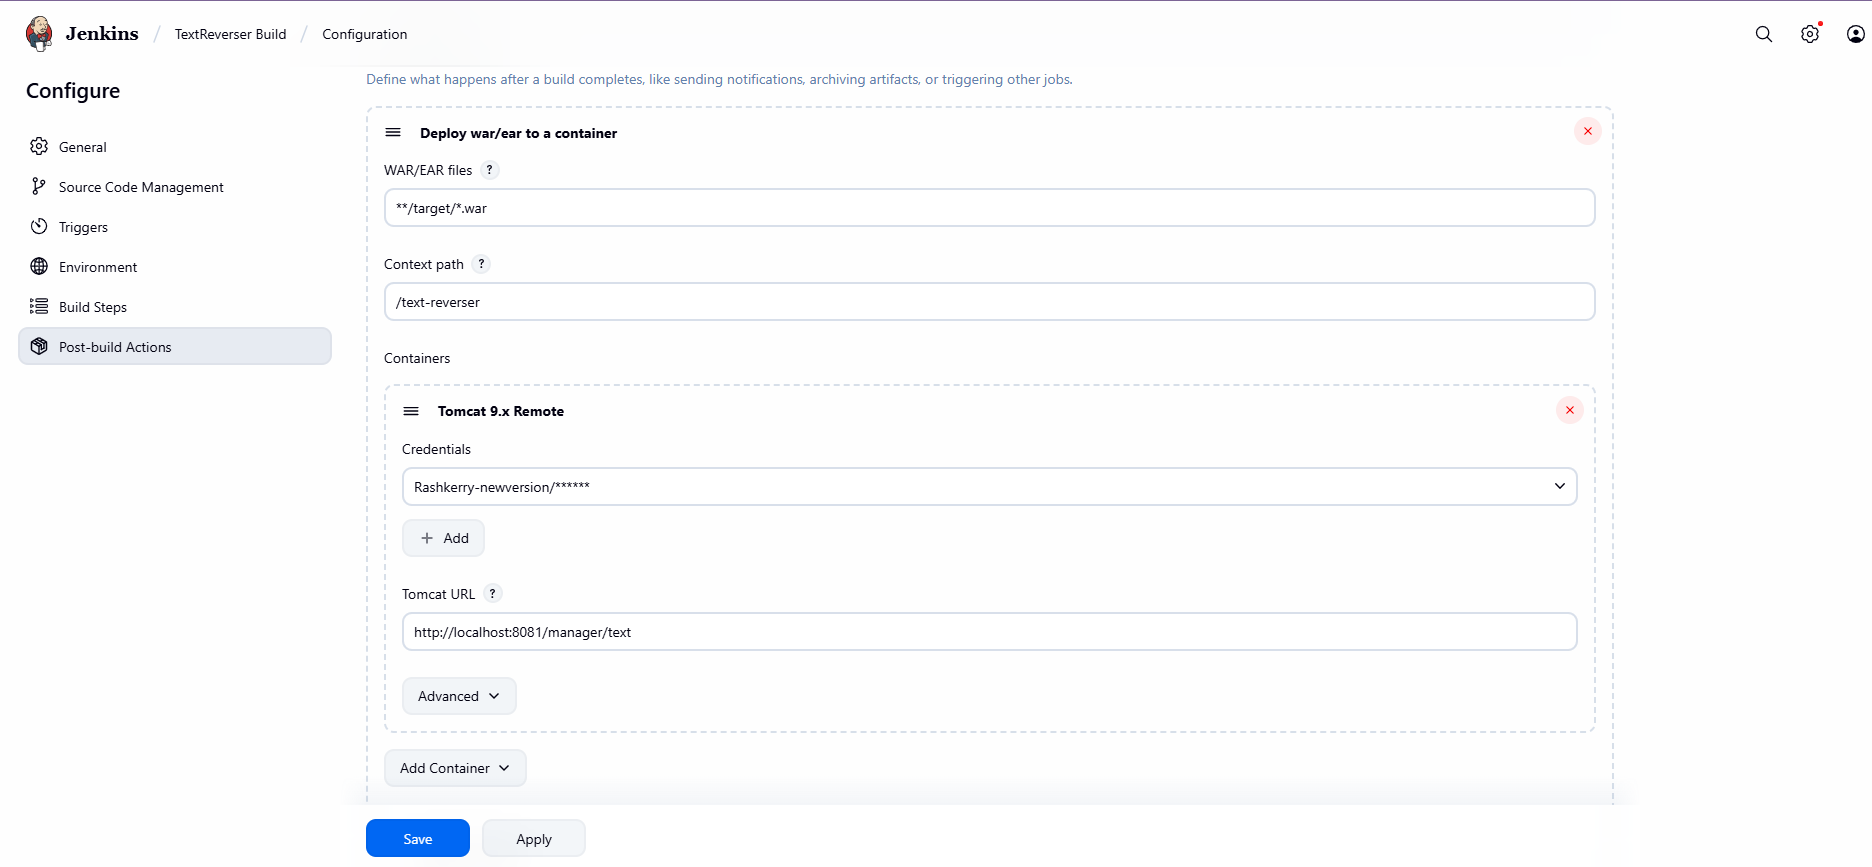 Jenkins / TextReverser Build / Configuration
Configure
General
Source Code Management
Triggers
Environment
Build Steps
Post-build Actions
Define what happens after a build completes, like sending notifications, archiving artifacts, or triggering other jobs.
Deploy war/ear to a container
WAR/EAR files ?
**/target/*.war
Context path ?
/text-reverser
Containers
Tomcat 9.x Remote
Credentials
Rashkerry-newversion/******
+ Add
Tomcat URL ?
http://localhost:8081/manager/text
Advanced
Add Container
Save Apply